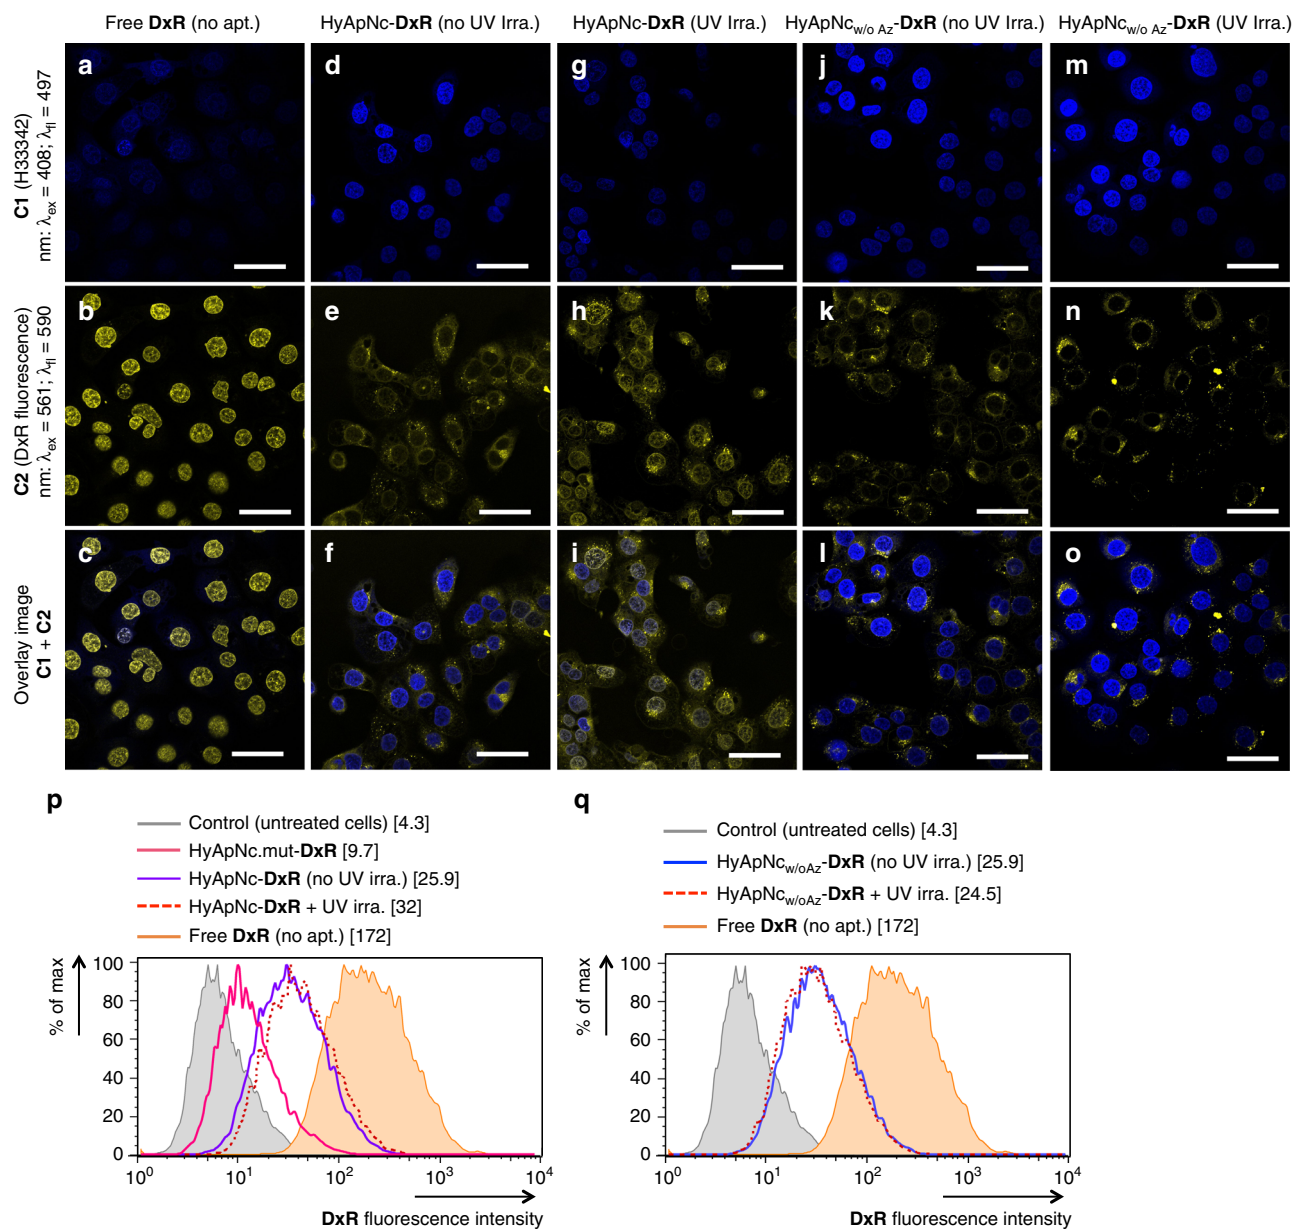 Free DxR (no apt.)
HyApNc-DxR (no UV Irra.)
HyApNc-DxR (UV Irra.)
HyApNcw/o Az-DxR (no UV Irra.)
HyApNcw/o Az-DxR (UV Irra.)
C1 (H33342)
nm: λex = 408; λfl = 497
a
d
g
j
m
C2 (DxR fluorescence)
nm: λex = 561; λfl = 590
b
e
h
k
n
Overlay image
C1 + C2
c
f
i
l
o
p
Control (untreated cells) [4.3]
HyApNc.mut-DxR [9.7]
HyApNc-DxR (no UV irra.) [25.9]
HyApNc-DxR + UV irra. [32]
Free DxR (no apt.) [172]
% of max
100
80
60
40
20
0
10⁰
10¹
10²
10³
10⁴
DxR fluorescence intensity
q
Control (untreated cells) [4.3]
HyApNcw/oAz-DxR (no UV irra.) [25.9]
HyApNcw/oAz-DxR + UV irra. [24.5]
Free DxR (no apt.) [172]
% of max
100
80
60
40
20
0
10⁰
10¹
10²
10³
10⁴
DxR fluorescence intensity